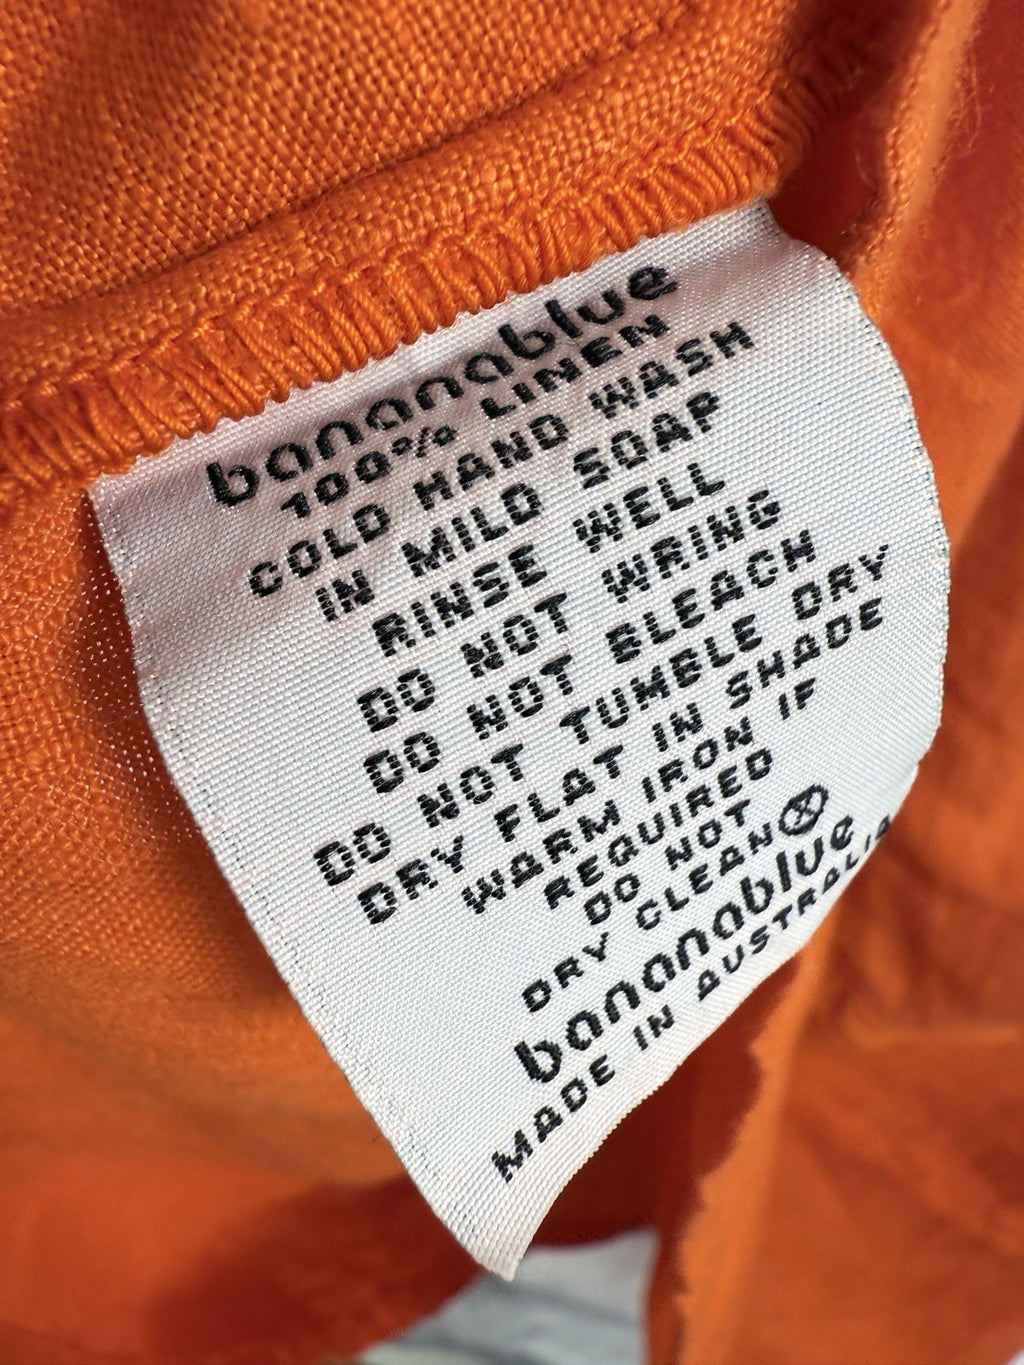 bananablue
100% LINEN
COLD HAND WASH
IN MILD SOAP
RINSE WELL
DO NOT WRING
DO NOT BLEACH
DO NOT TUMBLE DRY
DRY FLAT IN SHADE
WARM IRON IF
REQUIRED
DO NOT
DRY CLEAN
bananablue
MADE IN AUSTRALIA